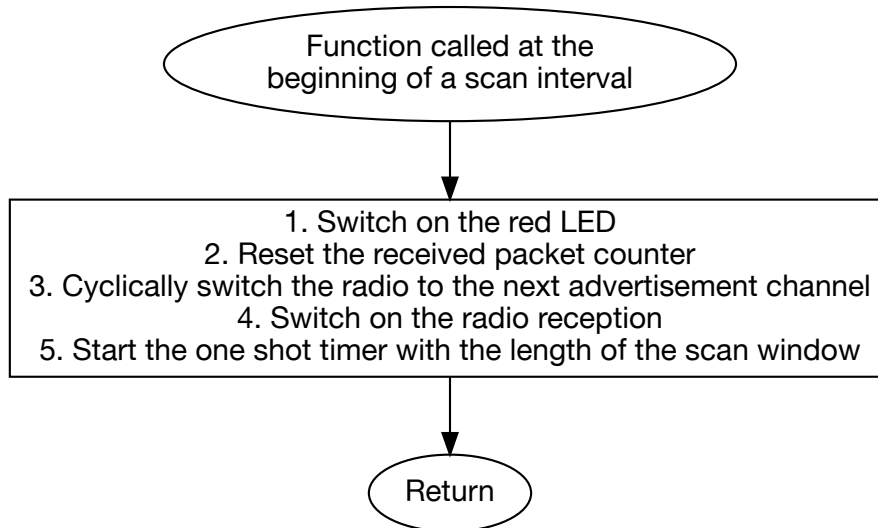 Function called at the
beginning of a scan interval
1. Switch on the red LED
2. Reset the received packet counter
3. Cyclically switch the radio to the next advertisement channel
4. Switch on the radio reception
5. Start the one shot timer with the length of the scan window
Return